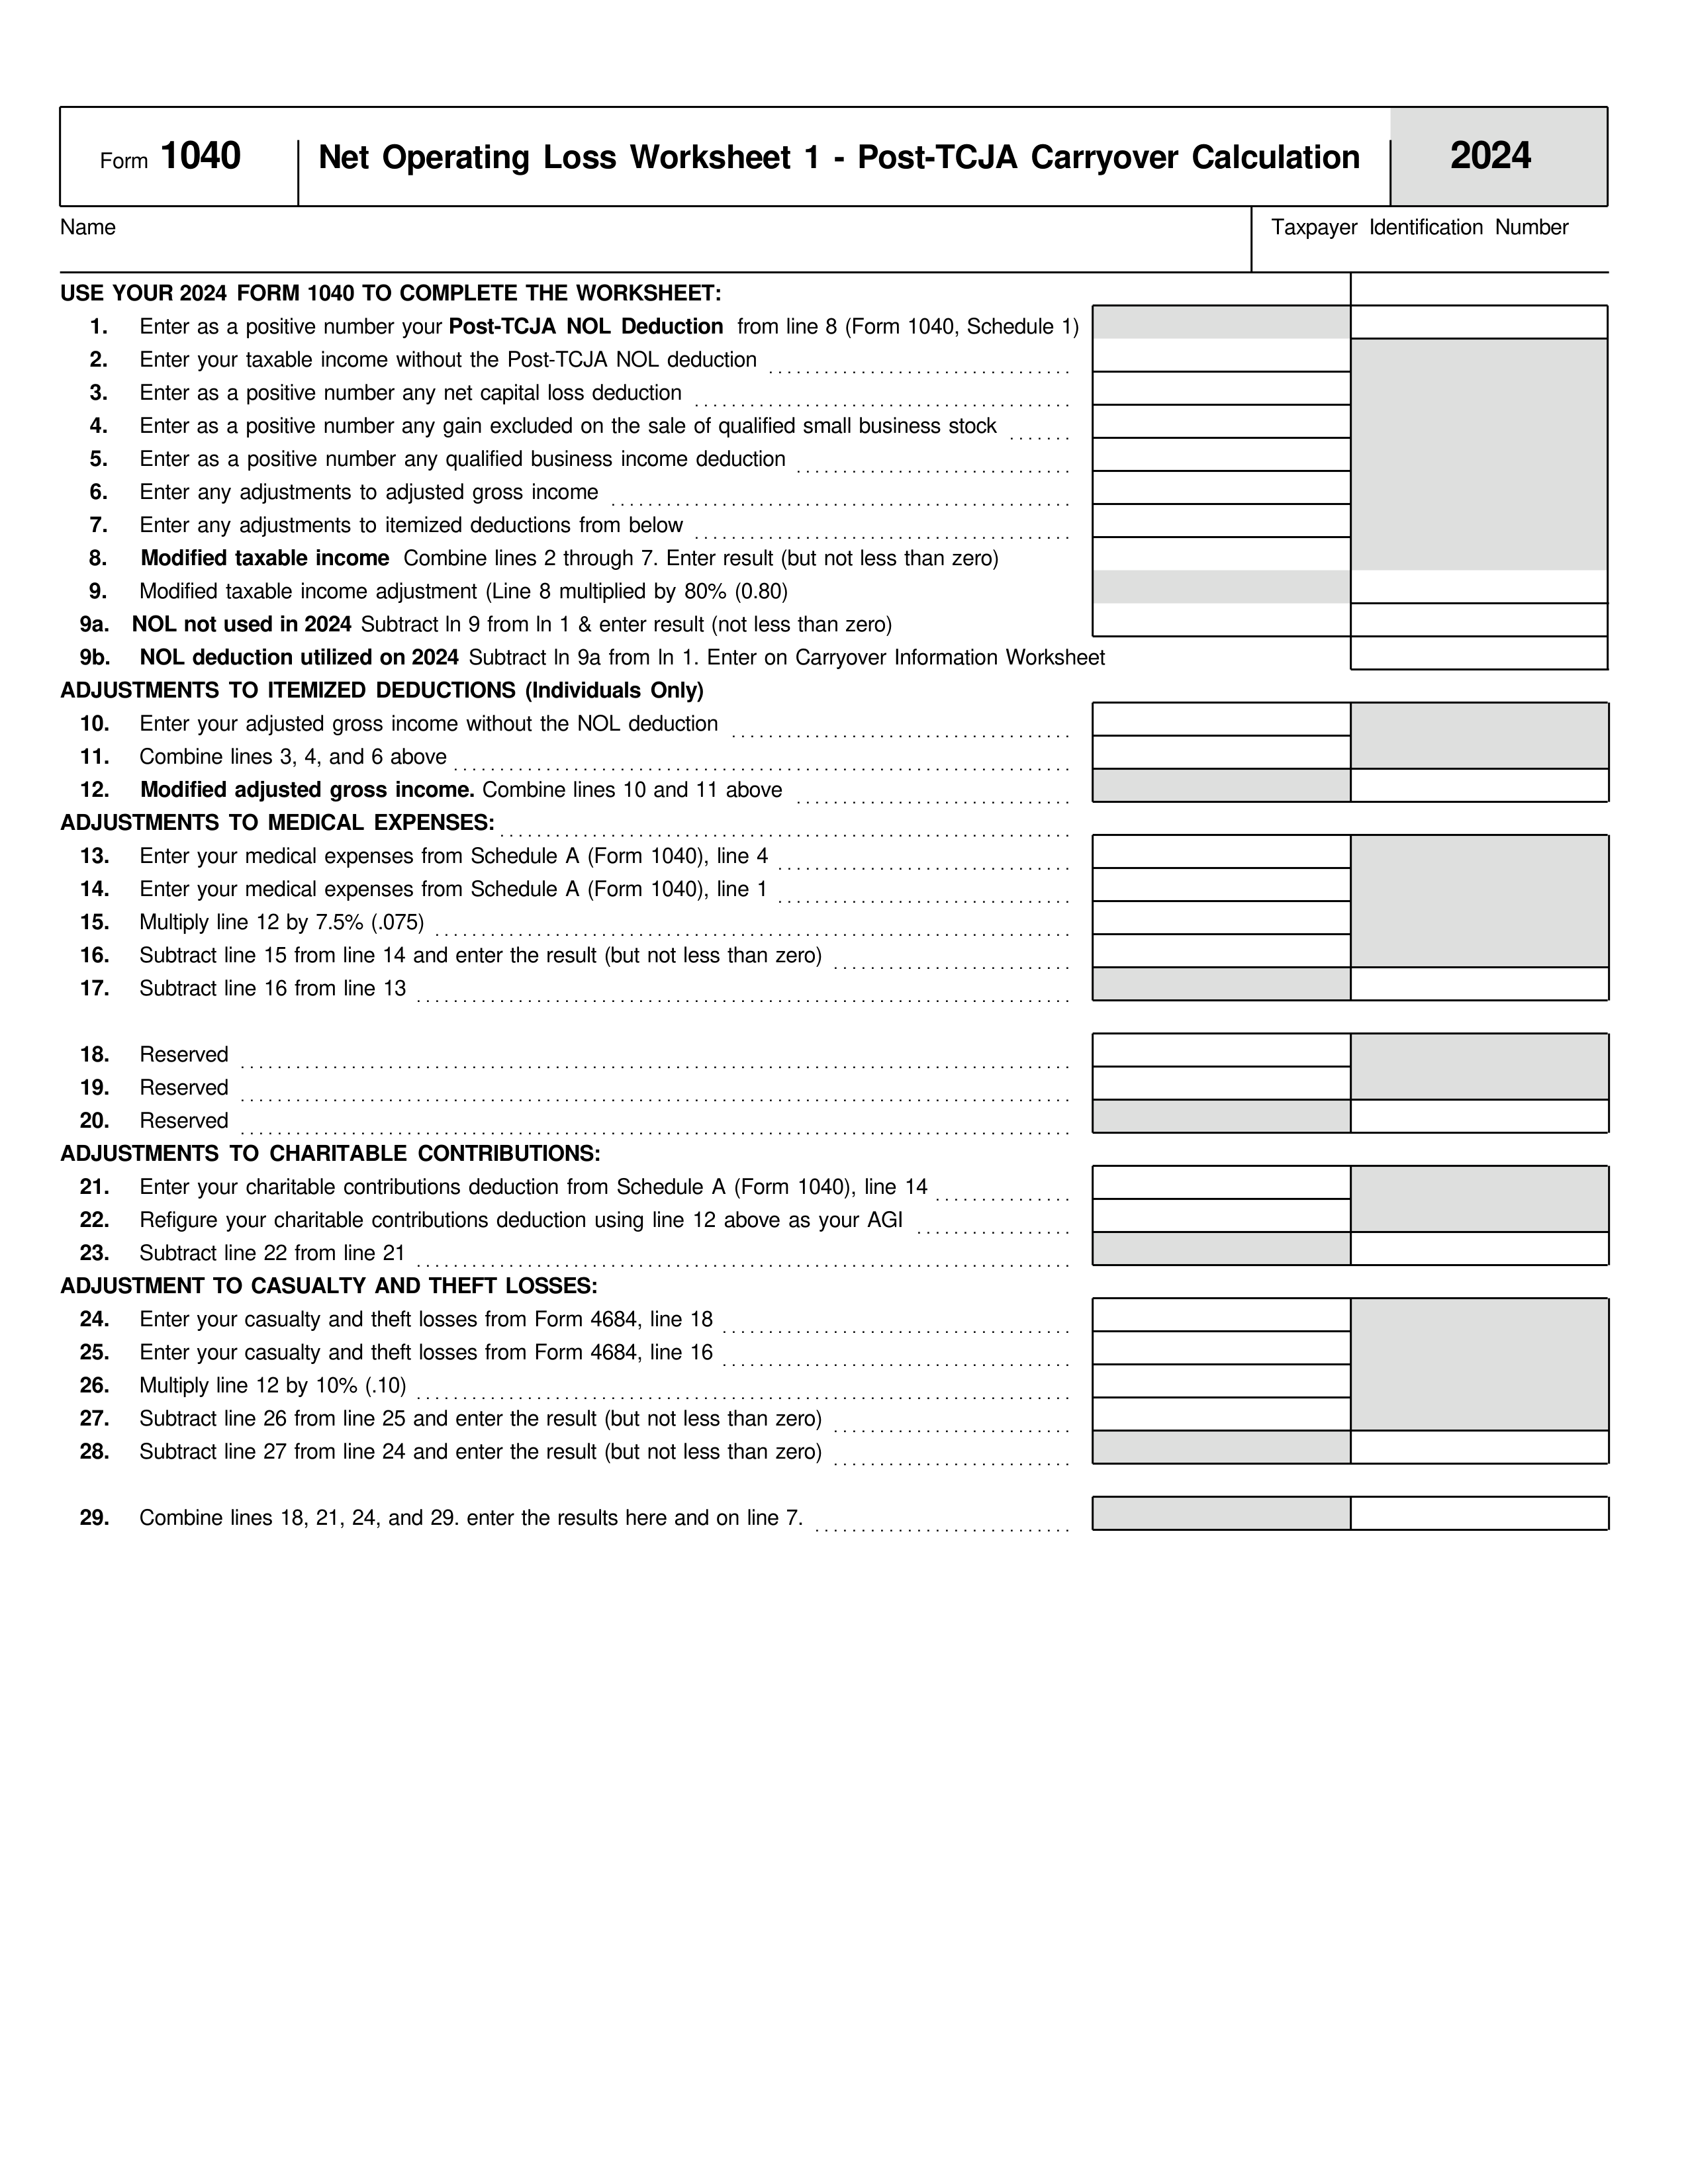 Form 1040 Net Operating Loss Worksheet 1 - Post-TCJA Carryover Calculation 2024
Name Taxpayer Identification Number
USE YOUR 2024 FORM 1040 TO COMPLETE THE WORKSHEET:
1. Enter as a positive number your Post-TCJA NOL Deduction from line 8 (Form 1040, Schedule 1)
2. Enter your taxable income without the Post-TCJA NOL deduction
3. Enter as a positive number any net capital loss deduction
4. Enter as a positive number any gain excluded on the sale of qualified small business stock
5. Enter as a positive number any qualified business income deduction
6. Enter any adjustments to adjusted gross income
7. Enter any adjustments to itemized deductions from below
8. Modified taxable income Combine lines 2 through 7. Enter result (but not less than zero)
9. Modified taxable income adjustment (Line 8 multiplied by 80% (0.80)
9a. NOL not used in 2024 Subtract ln 9 from ln 1 & enter result (not less than zero)
9b. NOL deduction utilized on 2024 Subtract ln 9a from ln 1. Enter on Carryover Information Worksheet
ADJUSTMENTS TO ITEMIZED DEDUCTIONS (Individuals Only)
10. Enter your adjusted gross income without the NOL deduction
11. Combine lines 3, 4, and 6 above
12. Modified adjusted gross income. Combine lines 10 and 11 above
ADJUSTMENTS TO MEDICAL EXPENSES:
13. Enter your medical expenses from Schedule A (Form 1040), line 4
14. Enter your medical expenses from Schedule A (Form 1040), line 1
15. Multiply line 12 by 7.5% (.075)
16. Subtract line 15 from line 14 and enter the result (but not less than zero)
17. Subtract line 16 from line 13
18. Reserved
19. Reserved
20. Reserved
ADJUSTMENTS TO CHARITABLE CONTRIBUTIONS:
21. Enter your charitable contributions deduction from Schedule A (Form 1040), line 14
22. Refigure your charitable contributions deduction using line 12 above as your AGI
23. Subtract line 22 from line 21
ADJUSTMENT TO CASUALTY AND THEFT LOSSES:
24. Enter your casualty and theft losses from Form 4684, line 18
25. Enter your casualty and theft losses from Form 4684, line 16
26. Multiply line 12 by 10% (.10)
27. Subtract line 26 from line 25 and enter the result (but not less than zero)
28. Subtract line 27 from line 24 and enter the result (but not less than zero)
29. Combine lines 18, 21, 24, and 29. enter the results here and on line 7.